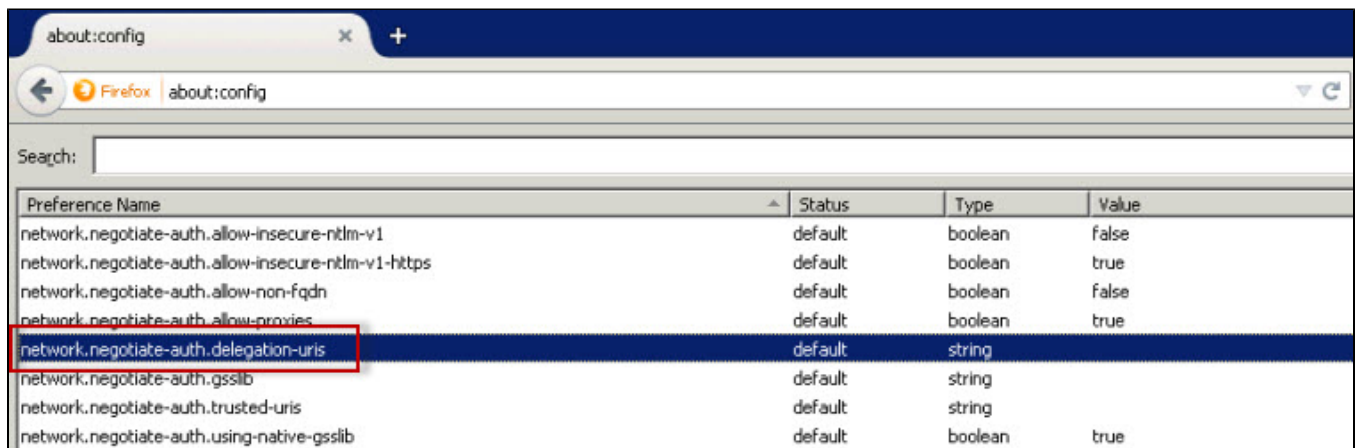 about:config
Firefox about:config
Search:
Preference Name Status Type Value
network.negotiate-auth.allow-insecure-ntlm-v1 default boolean false
network.negotiate-auth.allow-insecure-ntlm-v1-https default boolean true
network.negotiate-auth.allow-non-fqdn default boolean false
network.negotiate-auth.allow-proxies default boolean true
network.negotiate-auth.delegation-uris default string
network.negotiate-auth.gsslib default string
network.negotiate-auth.trusted-uris default string
network.negotiate-auth.using-native-gsslib default boolean true